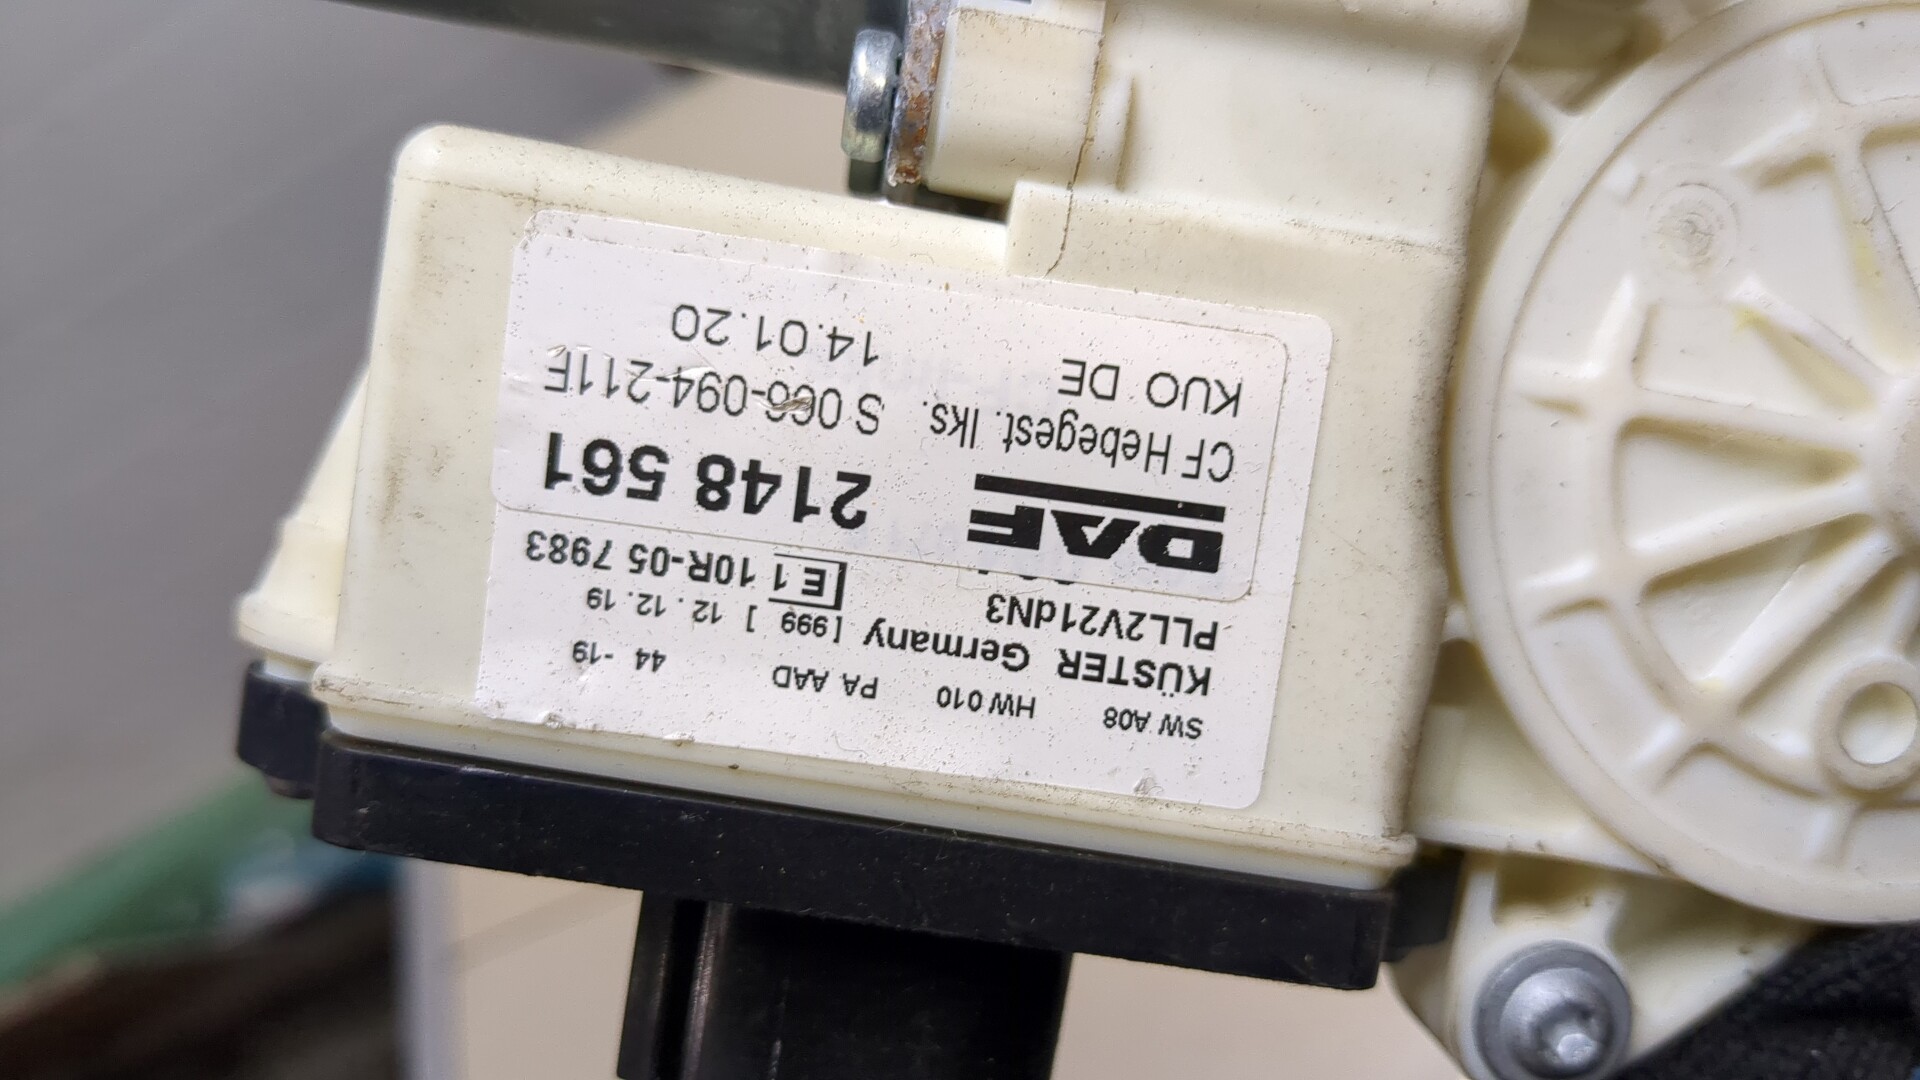 SW A08 HW 010 PA AAD 44 -19
KÜSTER Germany [ 999 ] 12. 12. 19
PLL2V21dN3 E1 10R-05 7983
DAF 2148 561
CF Hebegest. lks. S 066-094-211F
KUO DE 14.01.20